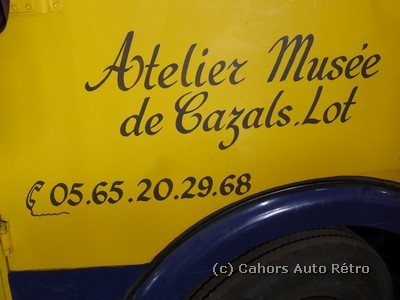 Atelier Musée
de Cazals. Lot
05.65.20.29.68
(c) Cahors Auto Rétro